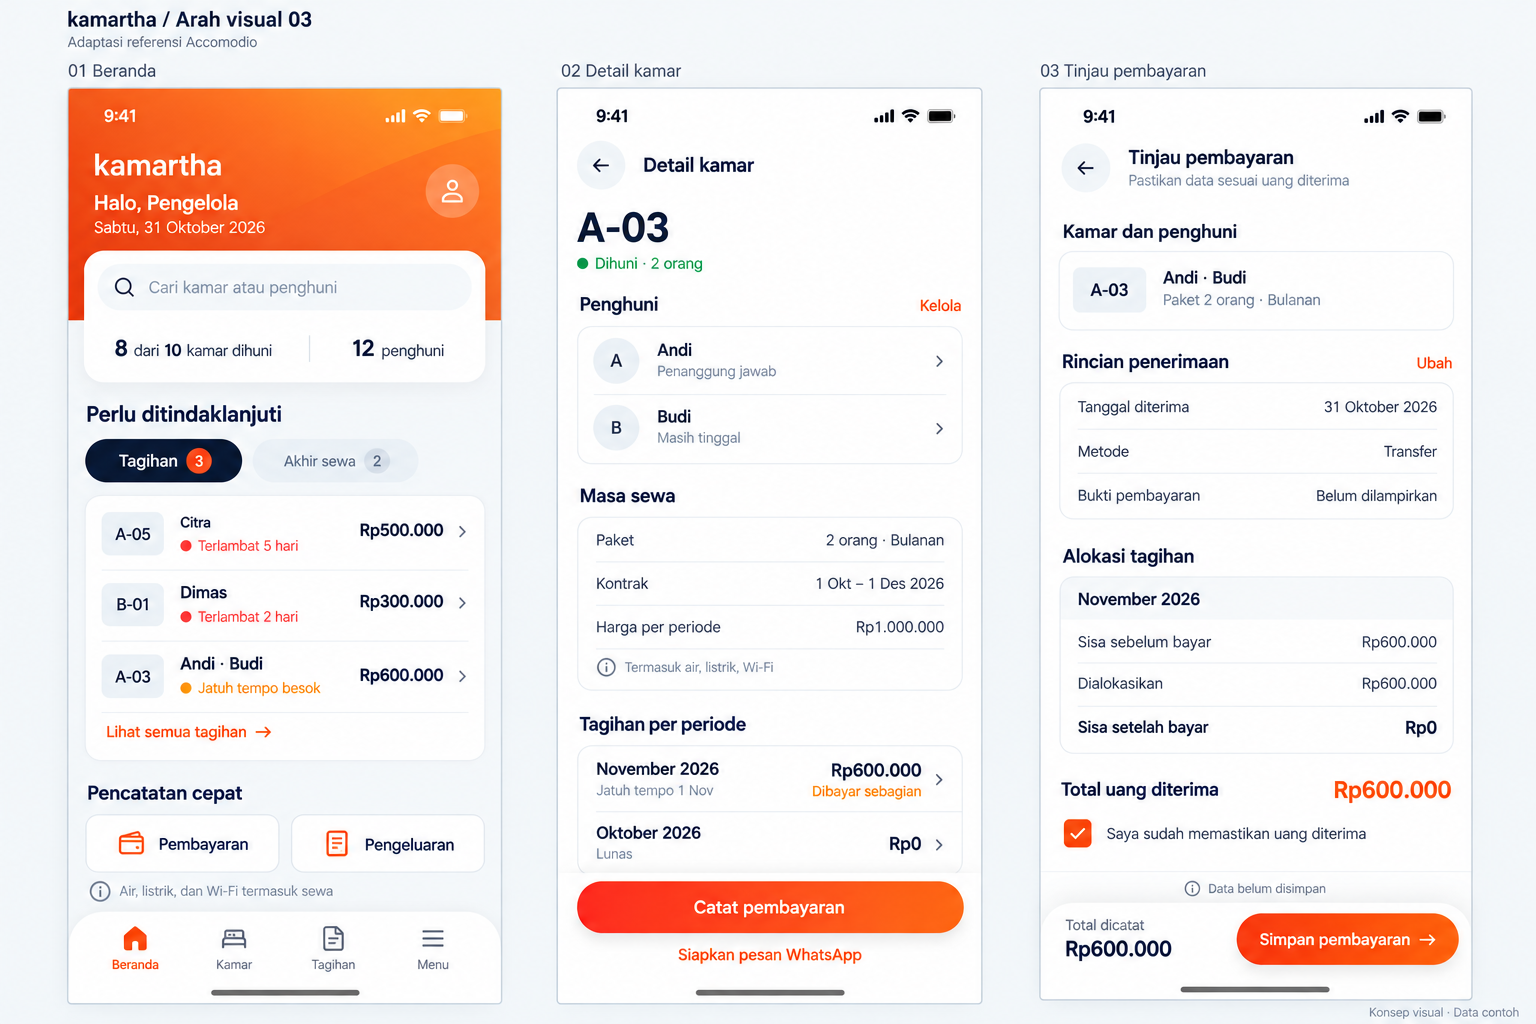 kamartha / Arah visual 03
Adaptasi referensi Accomodio
01 Beranda
9:41
kamartha
Halo, Pengelola
Sabtu, 31 Oktober 2026
Cari kamar atau penghuni
8 dari 10 kamar dihuni
12 penghuni
Perlu ditindaklanjuti
Tagihan 3
Akhir sewa 2
A-05
Citra
Terlambat 5 hari
Rp500.000
B-01
Dimas
Terlambat 2 hari
Rp300.000
A-03
Andi · Budi
Jatuh tempo besok
Rp600.000
Lihat semua tagihan →
Pencatatan cepat
Pembayaran
Pengeluaran
Air, listrik, dan Wi-Fi termasuk sewa
Beranda
Kamar
Tagihan
Menu
02 Detail kamar
9:41
Detail kamar
A-03
Dihuni · 2 orang
Penghuni
Kelola
A
Andi
Penanggung jawab
B
Budi
Masih tinggal
Masa sewa
Paket
2 orang · Bulanan
Kontrak
1 Okt – 1 Des 2026
Harga per periode
Rp1.000.000
Termasuk air, listrik, Wi-Fi
Tagihan per periode
November 2026
Jatuh tempo 1 Nov
Rp600.000
Dibayar sebagian
Oktober 2026
Lunas
Rp0
Catat pembayaran
Siapkan pesan WhatsApp
03 Tinjau pembayaran
9:41
Tinjau pembayaran
Pastikan data sesuai uang diterima
Kamar dan penghuni
A-03
Andi · Budi
Paket 2 orang · Bulanan
Rincian penerimaan
Ubah
Tanggal diterima
31 Oktober 2026
Metode
Transfer
Bukti pembayaran
Belum dilampirkan
Alokasi tagihan
November 2026
Sisa sebelum bayar
Rp600.000
Dialokasikan
Rp600.000
Sisa setelah bayar
Rp0
Total uang diterima
Rp600.000
Saya sudah memastikan uang diterima
Data belum disimpan
Total dicatat
Rp600.000
Simpan pembayaran →
Konsep visual · Data contoh